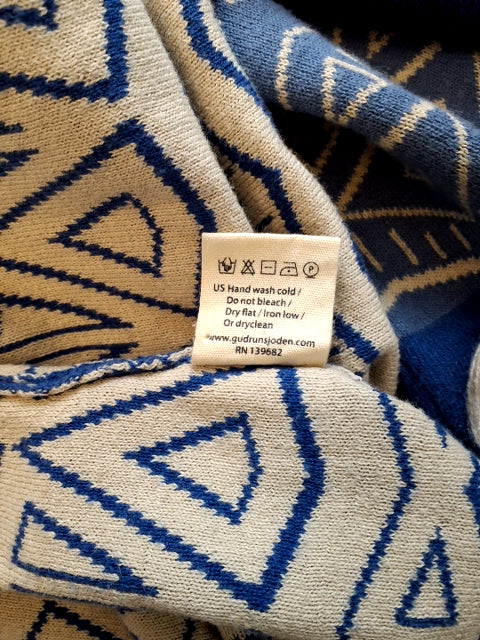 US Hand wash cold /
Do not bleach /
Dry flat / Iron low /
Or dryclean
www.gudrunsjoden.com
RN 139682